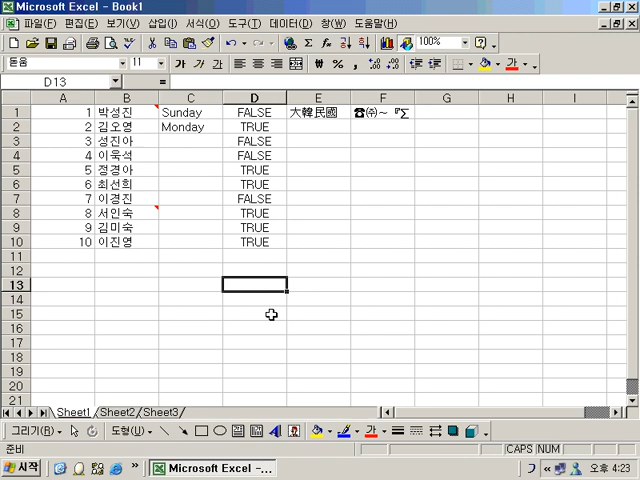 Microsoft Excel - Book1
파일(F) 편집(E) 보기(V) 삽입(I) 서식(O) 도구(T) 데이터(D) 창(W) 도움말(H)
100%
돋움 11 가 가 가 ₩ % ,
D13 =
A B C D E F G H I
1 1 박성진 Sunday FALSE 大韓民國 ☎㈜～『∑
2 2 김오영 Monday TRUE
3 3 성진아 FALSE
4 4 이욱석 FALSE
5 5 정경아 TRUE
6 6 최선희 TRUE
7 7 이경진 FALSE
8 8 서인숙 TRUE
9 9 김미숙 TRUE
10 10 이진영 TRUE
11
12
13
14
15
16
17
18
19
20
21
Sheet1 Sheet2 Sheet3
그리기(R) 도형(U) 가
준비 CAPS NUM
시작 Microsoft Excel -... 오후 4:23